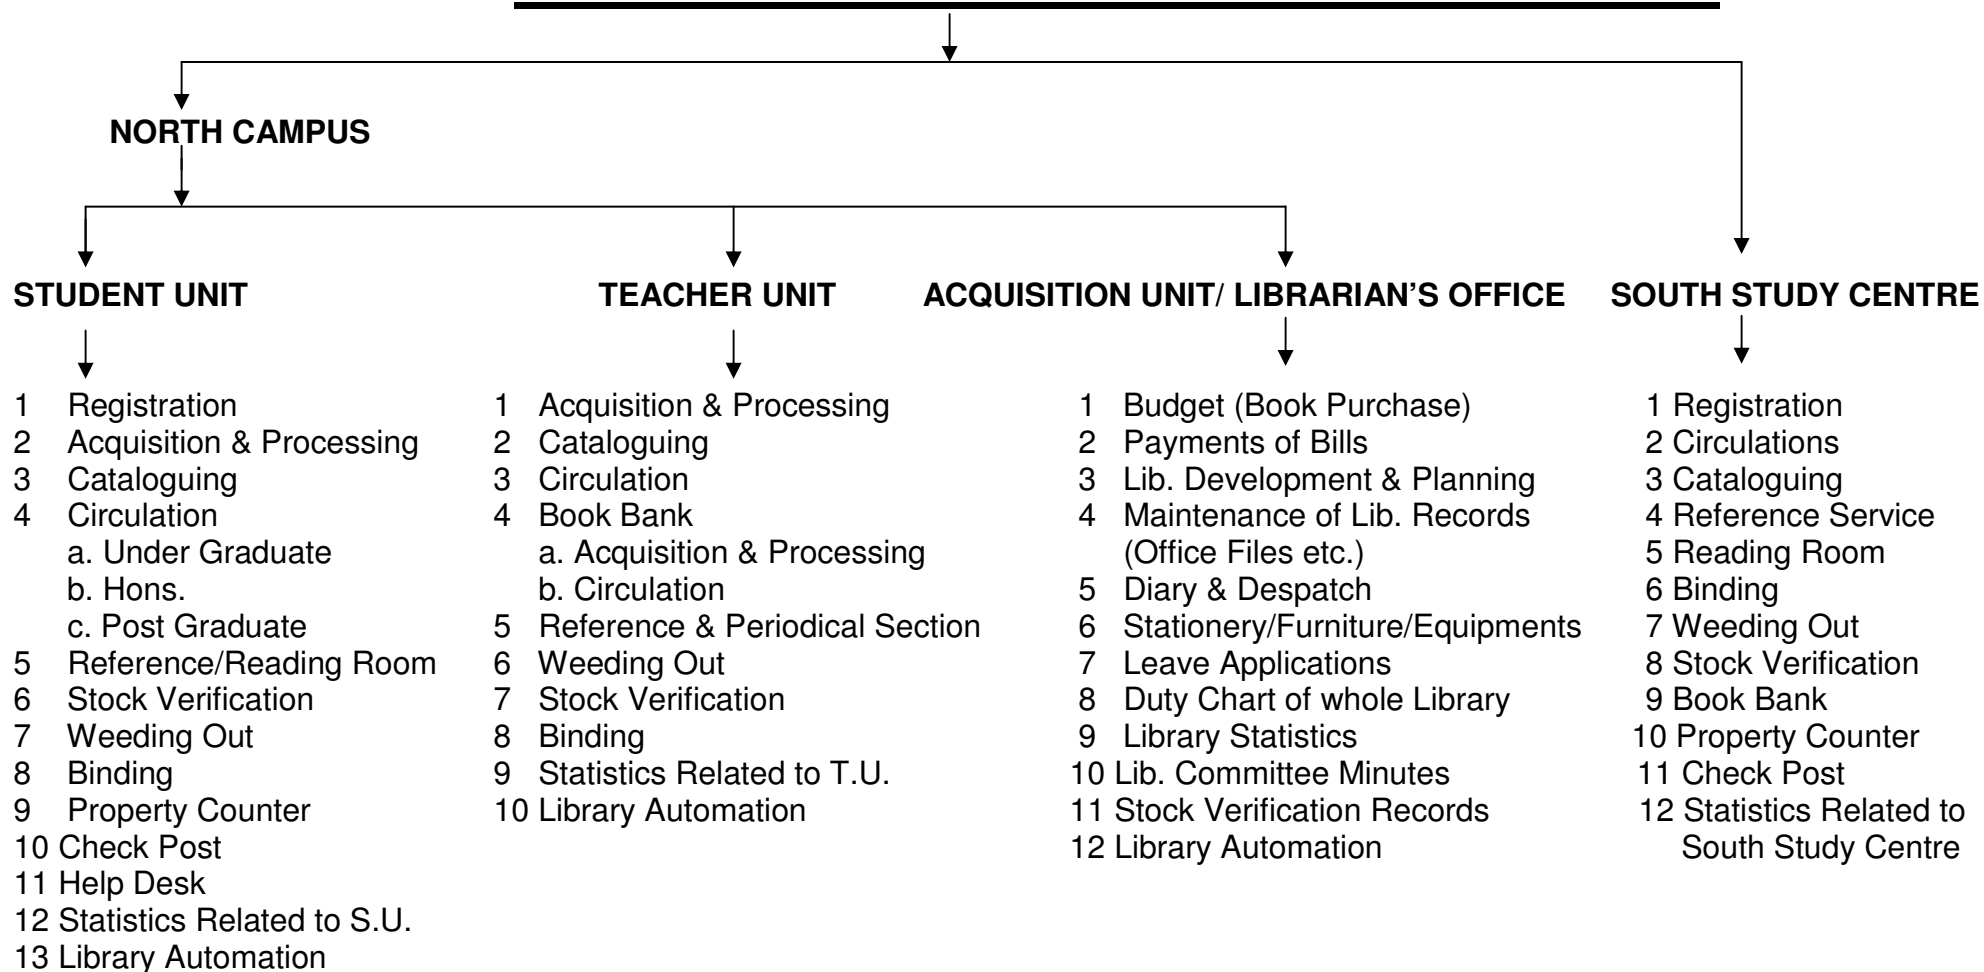 NORTH CAMPUS
STUDENT UNIT
1 Registration
2 Acquisition & Processing
3 Cataloguing
4 Circulation
a. Under Graduate
b. Hons.
c. Post Graduate
5 Reference/Reading Room
6 Stock Verification
7 Weeding Out
8 Binding
9 Property Counter
10 Check Post
11 Help Desk
12 Statistics Related to S.U.
13 Library Automation
TEACHER UNIT
1 Acquisition & Processing
2 Cataloguing
3 Circulation
4 Book Bank
a. Acquisition & Processing
b. Circulation
5 Reference & Periodical Section
6 Weeding Out
7 Stock Verification
8 Binding
9 Statistics Related to T.U.
10 Library Automation
ACQUISITION UNIT/ LIBRARIAN’S OFFICE
1 Budget (Book Purchase)
2 Payments of Bills
3 Lib. Development & Planning
4 Maintenance of Lib. Records
(Office Files etc.)
5 Diary & Despatch
6 Stationery/Furniture/Equipments
7 Leave Applications
8 Duty Chart of whole Library
9 Library Statistics
10 Lib. Committee Minutes
11 Stock Verification Records
12 Library Automation
SOUTH STUDY CENTRE
1 Registration
2 Circulations
3 Cataloguing
4 Reference Service
5 Reading Room
6 Binding
7 Weeding Out
8 Stock Verification
9 Book Bank
10 Property Counter
11 Check Post
12 Statistics Related to
South Study Centre